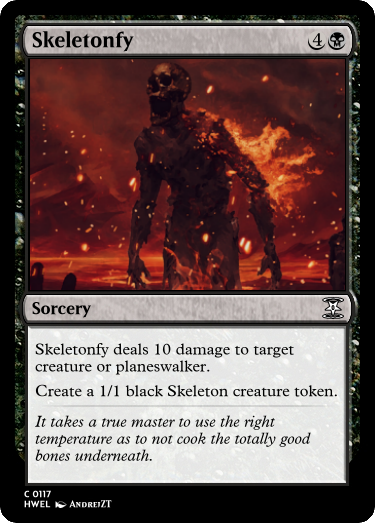 Skeletonfy 4
Sorcery
Skeletonfy deals 10 damage to target
creature or planeswalker.
Create a 1/1 black Skeleton creature token.
It takes a true master to use the right
temperature as to not cook the totally good
bones underneath.
C 0117
HWEL AndrejZT